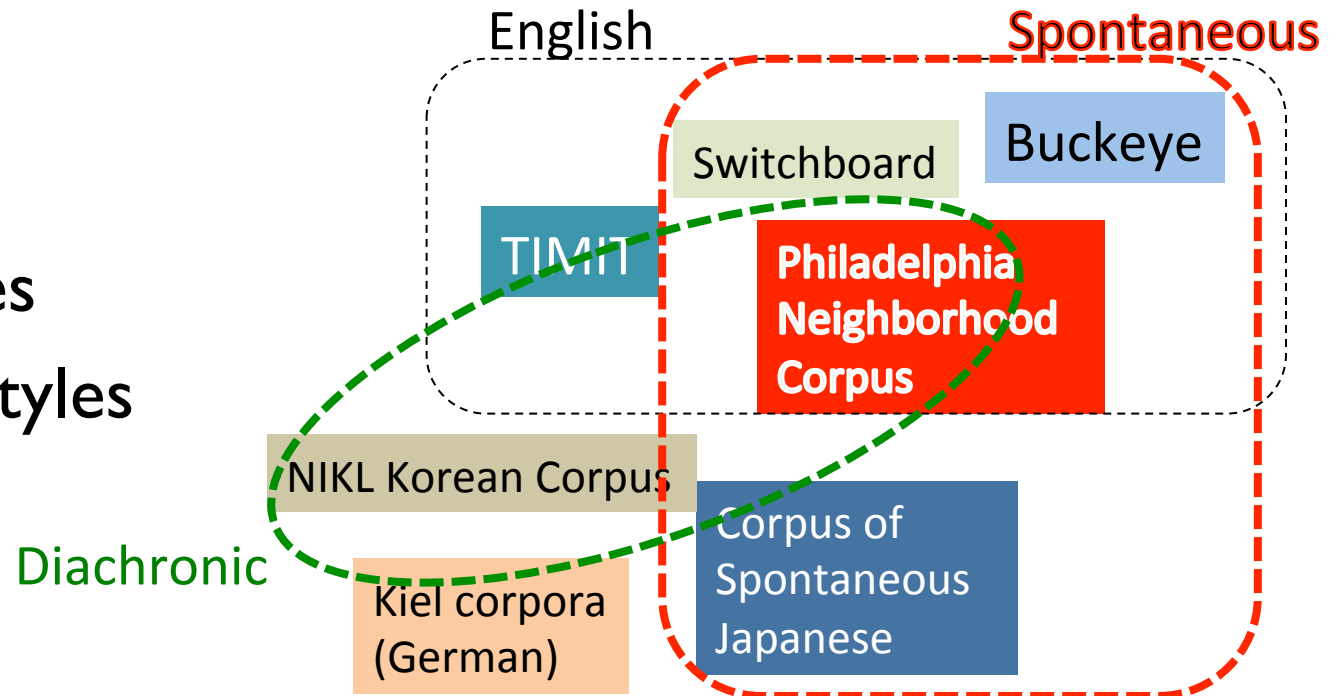 English
Spontaneous
Buckeye
Switchboard
TIMIT
Philadelphia
Neighborhood
Corpus
es
tyles
NIKL Korean Corpus
Corpus of
Spontaneous
Japanese
Diachronic
Kiel corpora
(German)